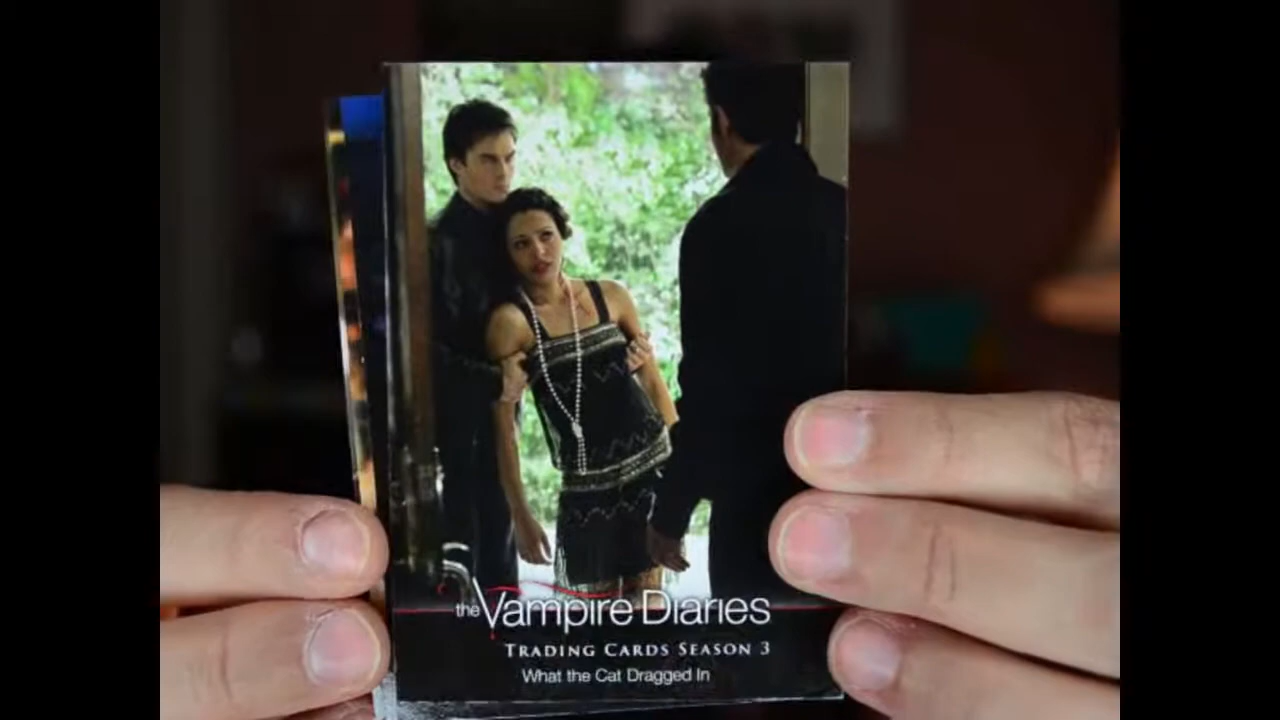 the Vampire Diaries
TRADING CARDS SEASON 3
What the Cat Dragged In